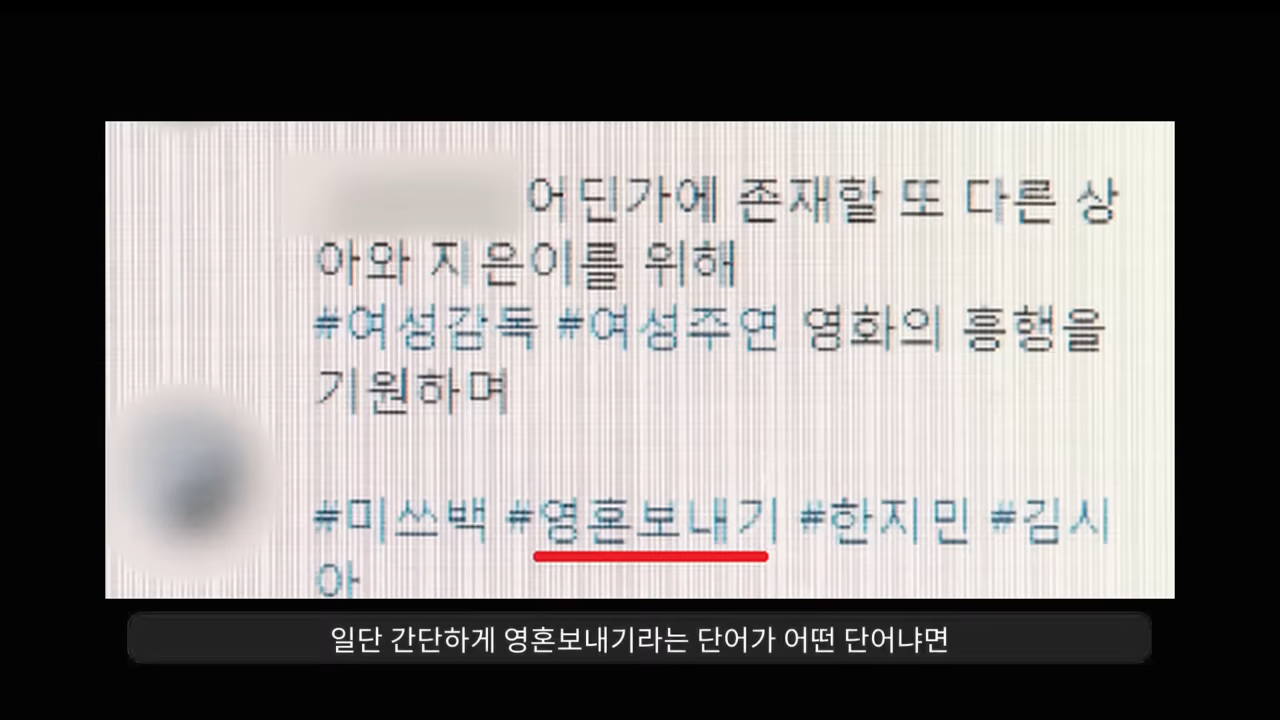 어딘가에 존재할 또 다른 상
아와 지은이를 위해
#여성감독 #여성주연 영화의 흥행을
기원하며
#미쓰백 #영혼보내기 #한지민 #김시
아
일단 간단하게 영혼보내기라는 단어가 어떤 단어냐면